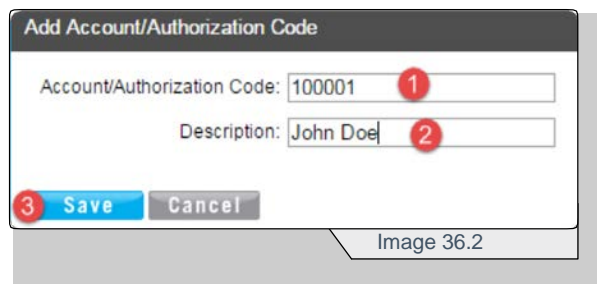 Add Account/Authorization Code
Account/Authorization Code: 100001 1
Description: John Doe 2
3 Save Cancel
Image 36.2